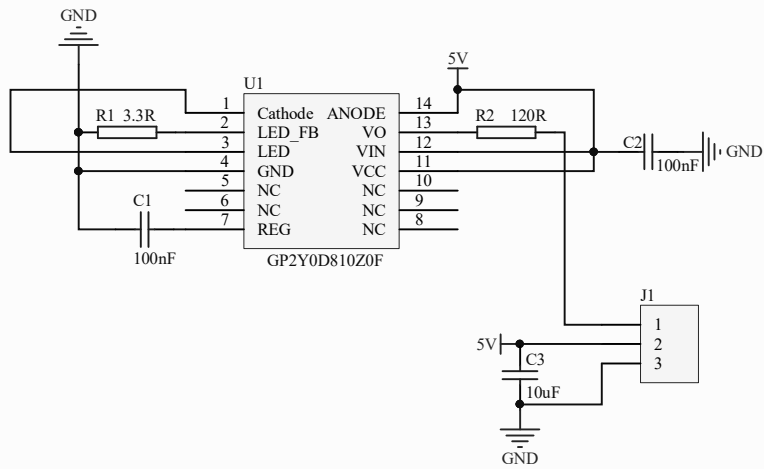 GND
5V
U1
1 Cathode ANODE 14
R1 3.3R 2 LED_FB VO 13 R2 120R
3 LED VIN 12 C2
4 GND VCC 11 100nF GND
5 NC NC 10
C1 6 NC NC 9
7 REG NC 8
100nF GP2Y0D810Z0F
J1
1
5V 2
C3 3
10uF
GND